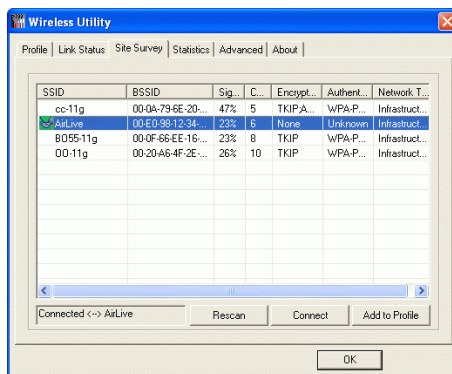 Wireless Utility
Profile Link Status Site Survey Statistics Advanced About
SSID BSSID Sig... C... Encrypt... Authent... Network T...
cc-11g 00-0A-79-6E-20-... 47% 5 TKIP,A... WPA-P... Infrastruct...
AirLive 00-E0-98-12-34-... 23% 6 None Unknown Infrastruct...
BO55-11g 00-0F-66-EE-16-... 23% 8 TKIP WPA-P... Infrastruct...
OO-11g 00-20-A6-4F-2E-... 26% 10 TKIP WPA-P... Infrastruct...
Connected <--> AirLive Rescan Connect Add to Profile
OK